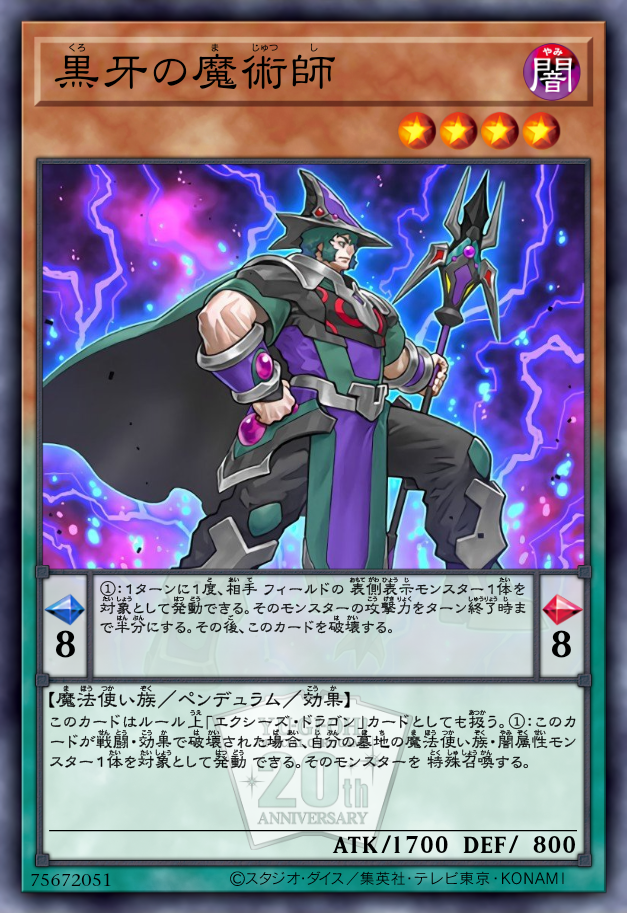 黒牙の魔術師
闇
①:1ターンに1度、相手フィールドの表側表示モンスター1体を
対象として発動できる。そのモンスターの攻撃力をターン終了時ま
で半分にする。その後、このカードを破壊する。
8
8
【魔法使い族／ペンデュラム／効果】
このカードはルール上「エクシーズ・ドラゴン」カードとしても扱う。①:このカ
ードが戦闘・効果で破壊された場合、自分の墓地の魔法使い族・闇属性モン
スター1体を対象として発動できる。そのモンスターを特殊召喚する。
YU-GI-OH!
20th
ANNIVERSARY
ATK/1700 DEF/ 800
75672051
©スタジオ・ダイス／集英社・テレビ東京・KONAMI